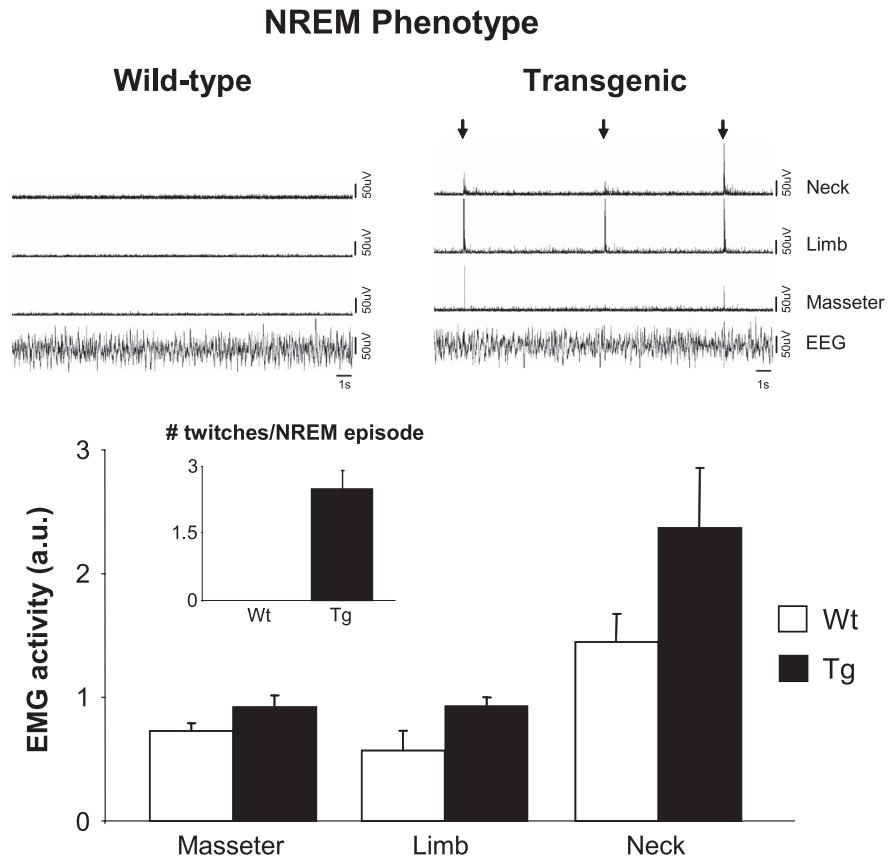 NREM Phenotype
Wild-type
Transgenic
50uV
50uV
50uV
50uV
1s
50uV
Neck
50uV
Limb
50uV
Masseter
50uV
EEG
1s
# twitches/NREM episode
3
1.5
0
Wt
Tg
EMG activity (a.u.)
3
2
1
0
Wt
Tg
Masseter
Limb
Neck